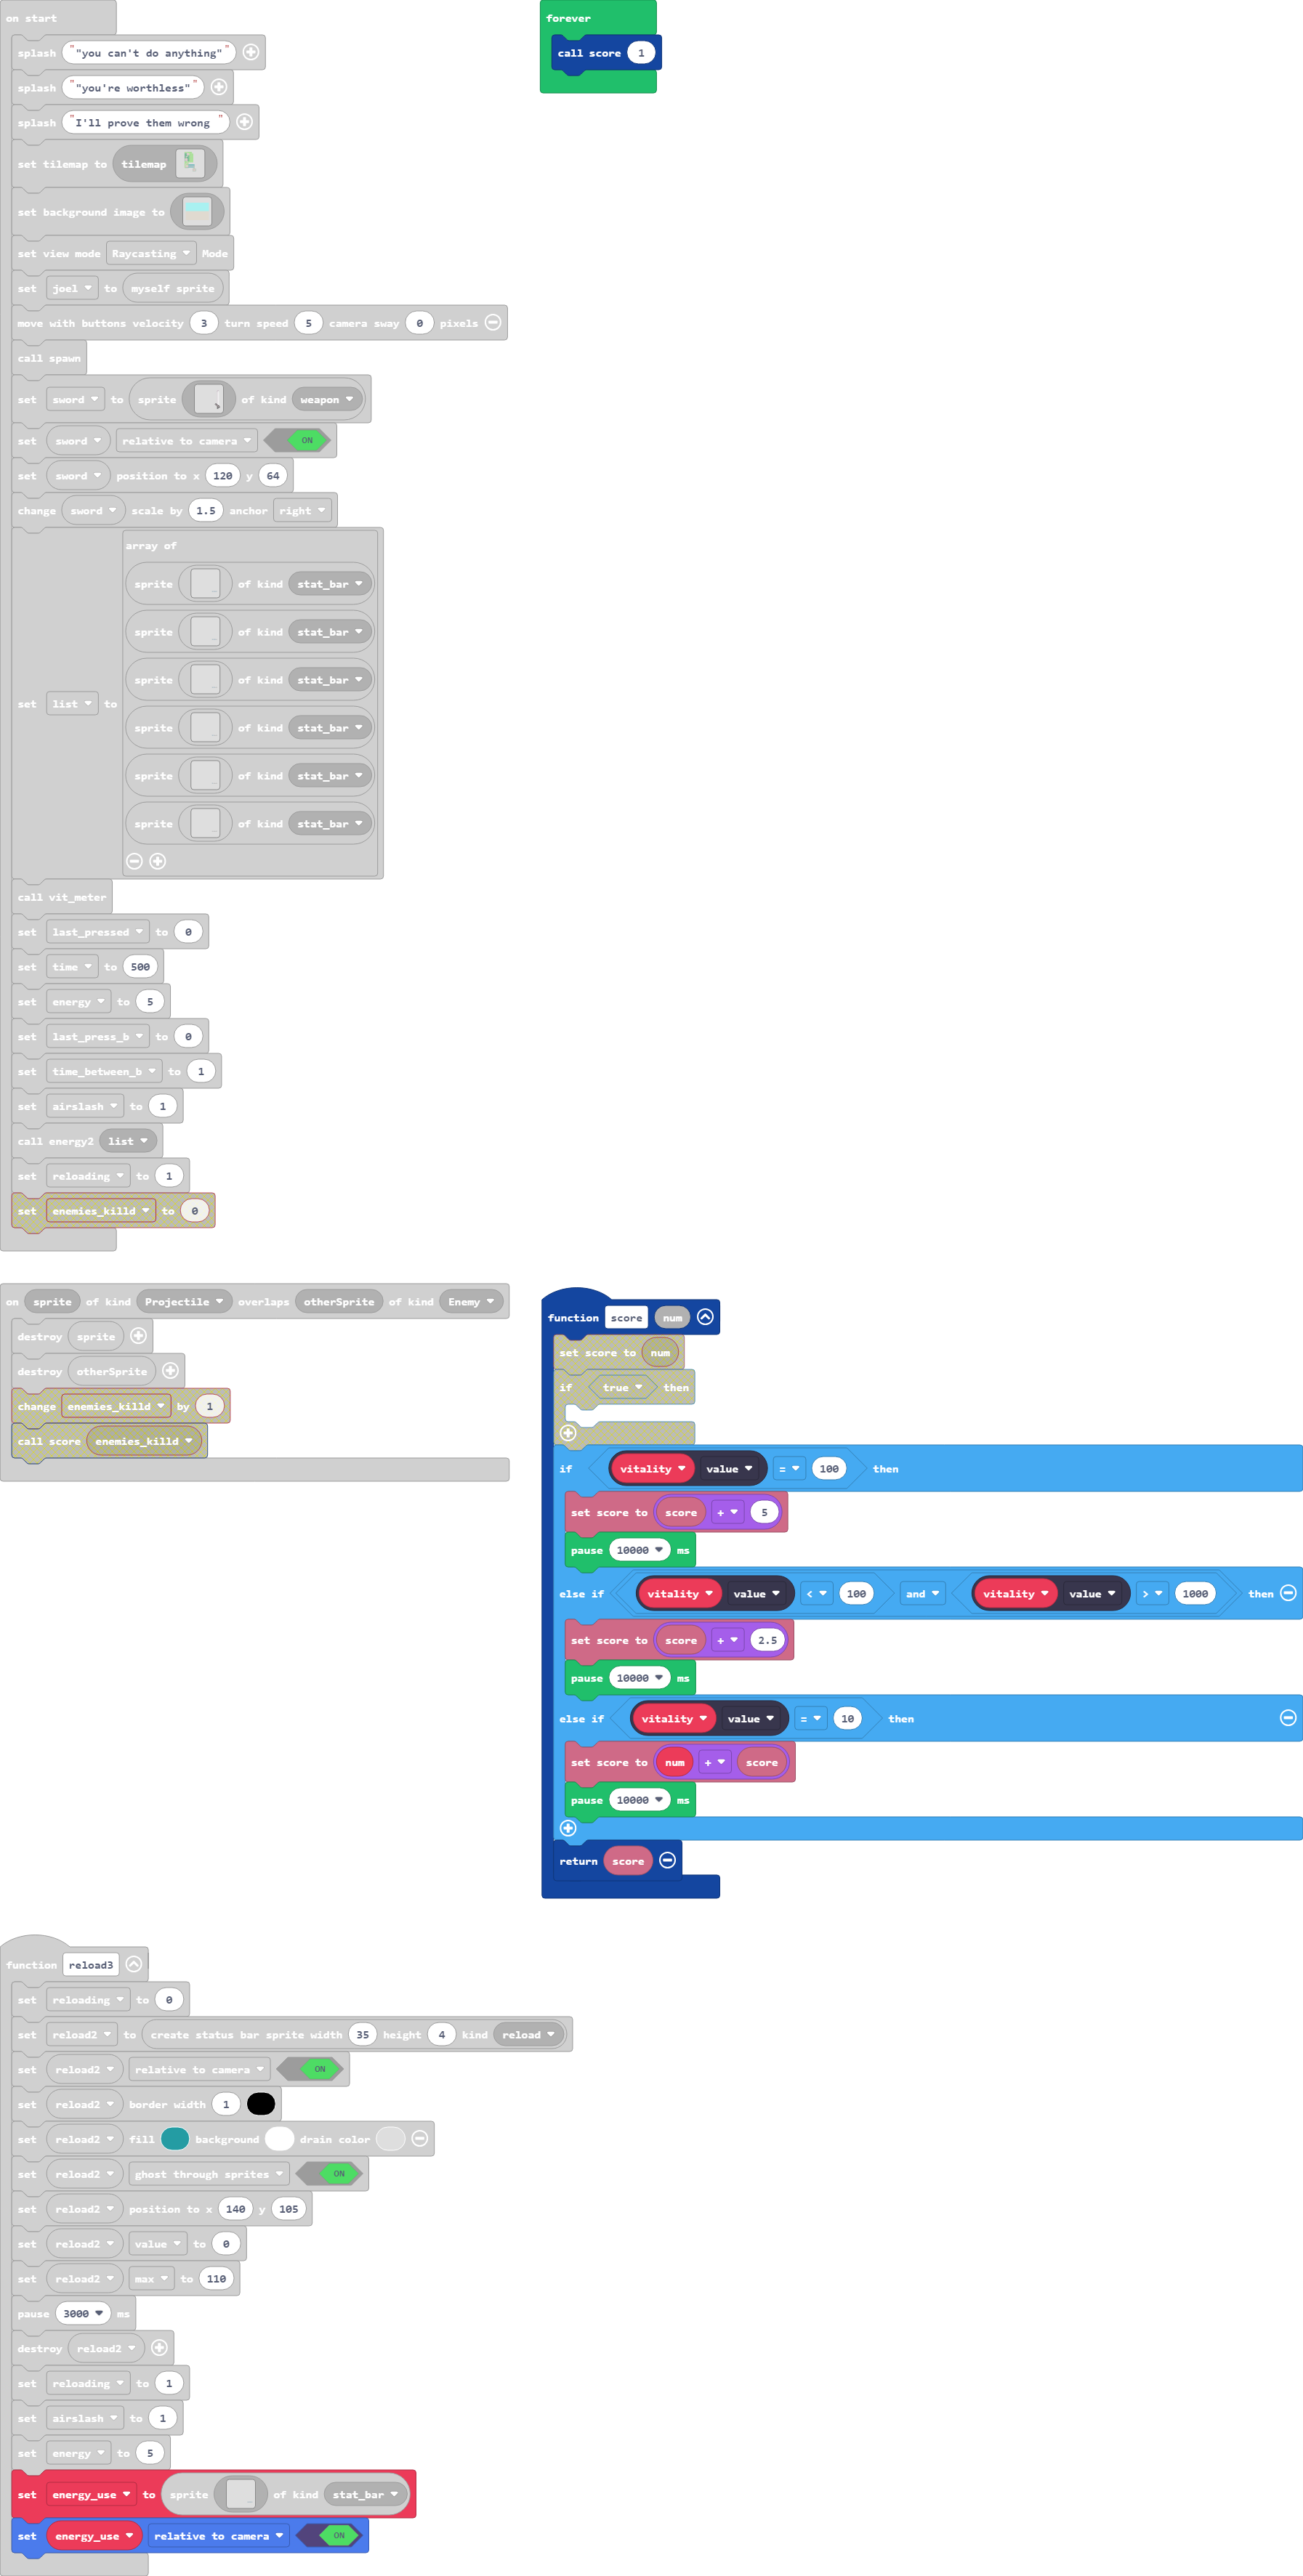 on start
splash ""you can't do anything""
splash ""you're worthless""
splash "I'll prove them wrong "
set tilemap to tilemap
set background image to
set view mode Raycasting Mode
set joel to myself sprite
move with buttons velocity 3 turn speed 5 camera sway 0 pixels
call spawn
set sword to sprite of kind weapon
set sword relative to camera ON
set sword position to x 120 y 64
change sword scale by 1.5 anchor right
set list to array of
sprite of kind stat_bar
sprite of kind stat_bar
sprite of kind stat_bar
sprite of kind stat_bar
sprite of kind stat_bar
sprite of kind stat_bar
call vit_meter
set last_pressed to 0
set time to 500
set energy to 5
set last_press_b to 0
set time_between_b to 1
set airslash to 1
call energy2 list
set reloading to 1
set enemies_killd to 0
forever
call score 1
on sprite of kind Projectile overlaps otherSprite of kind Enemy
destroy sprite
destroy otherSprite
change enemies_killd by 1
call score enemies_killd
function score num
set score to num
if true then
if vitality value = 100 then
set score to score + 5
pause 10000 ms
else if vitality value < 100 and vitality value > 1000 then
set score to score + 2.5
pause 10000 ms
else if vitality value = 10 then
set score to num + score
pause 10000 ms
return score
function reload3
set reloading to 0
set reload2 to create status bar sprite width 35 height 4 kind reload
set reload2 relative to camera ON
set reload2 border width 1
set reload2 fill background drain color
set reload2 ghost through sprites ON
set reload2 position to x 140 y 105
set reload2 value to 0
set reload2 max to 110
pause 3000 ms
destroy reload2
set reloading to 1
set airslash to 1
set energy to 5
set energy_use to sprite of kind stat_bar
set energy_use relative to camera ON